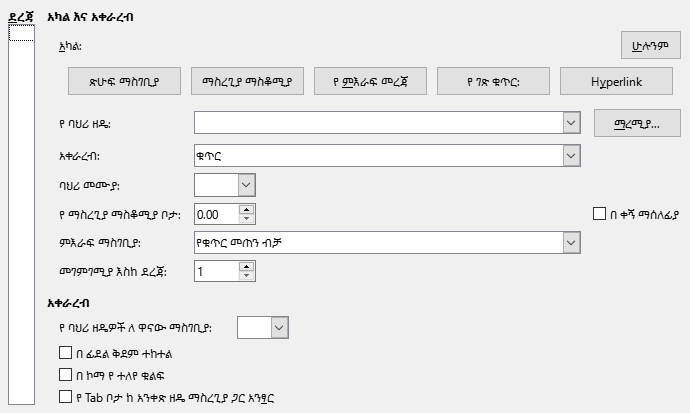 ደረጃ አካል እና አቀራረብ
አካል: ሁሉንም
ጽሁፍ ማስገቢያ ማስረጊያ ማስቆሚያ የ ምእራፍ መረጃ የ ገጽ ቁጥር: Hyperlink
የ ባህሪ ዘዴ: ማረሚያ...
አቀራረብ: ቁጥር
ባህሪ መሙያ:
የ ማስረጊያ ማስቆሚያ ቦታ: 0.00 በ ቀኝ ማሰለፊያ
ምእራፍ ማስገቢያ: የቁጥር መጠን ብቻ
መገምገሚያ እስከ ደረጃ: 1
አቀራረብ
የ ባህሪ ዘዴዎች ለ ዋናው ማስገቢያ:
በ ፊደል ቅደም ተከተል
በ ኮማ የ ተለየ ቁልፍ
የ Tab ቦታ ከ አንቀጽ ዘዴ ማስረጊያ ጋር አንፃር